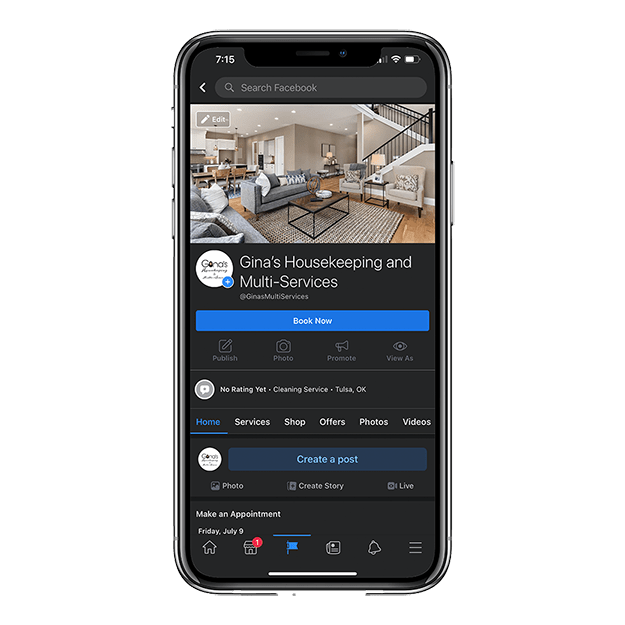 7:15
Search Facebook
Edit
Gina's Housekeeping and
Multi-Services
@GinasMultiServices
Gina's
Book Now
Publish Photo Promote View As
No Rating Yet • Cleaning Service • Tulsa, OK
Home Services Shop Offers Photos Videos
Gina's
Create a post
Photo Create Story Live
Make an Appointment
Friday, July 9
1